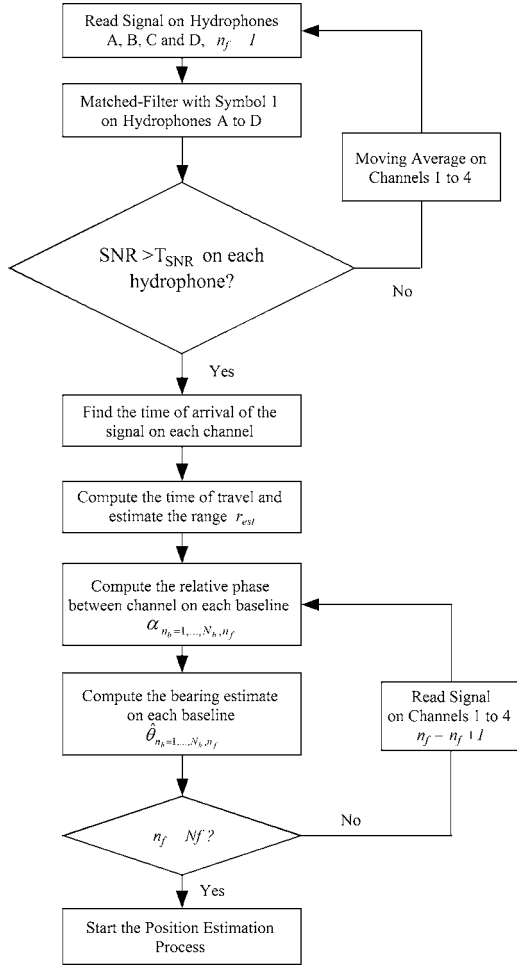 Read Signal on Hydrophones
A, B, C and D, n_f 1
Matched-Filter with Symbol 1
on Hydrophones A to D
Moving Average on
Channels 1 to 4
SNR >T_SNR on each
hydrophone?
No
Yes
Find the time of arrival of the
signal on each channel
Compute the time of travel and
estimate the range r_est
Compute the relative phase
between channel on each baseline
α_{n_b=1,...,N_b,n_f}
Compute the bearing estimate
on each baseline
θ̂_{n_b=1,...,N_b,n_f}
Read Signal
on Channels 1 to 4
n_f = n_f + 1
n_f Nf ?
No
Yes
Start the Position Estimation
Process